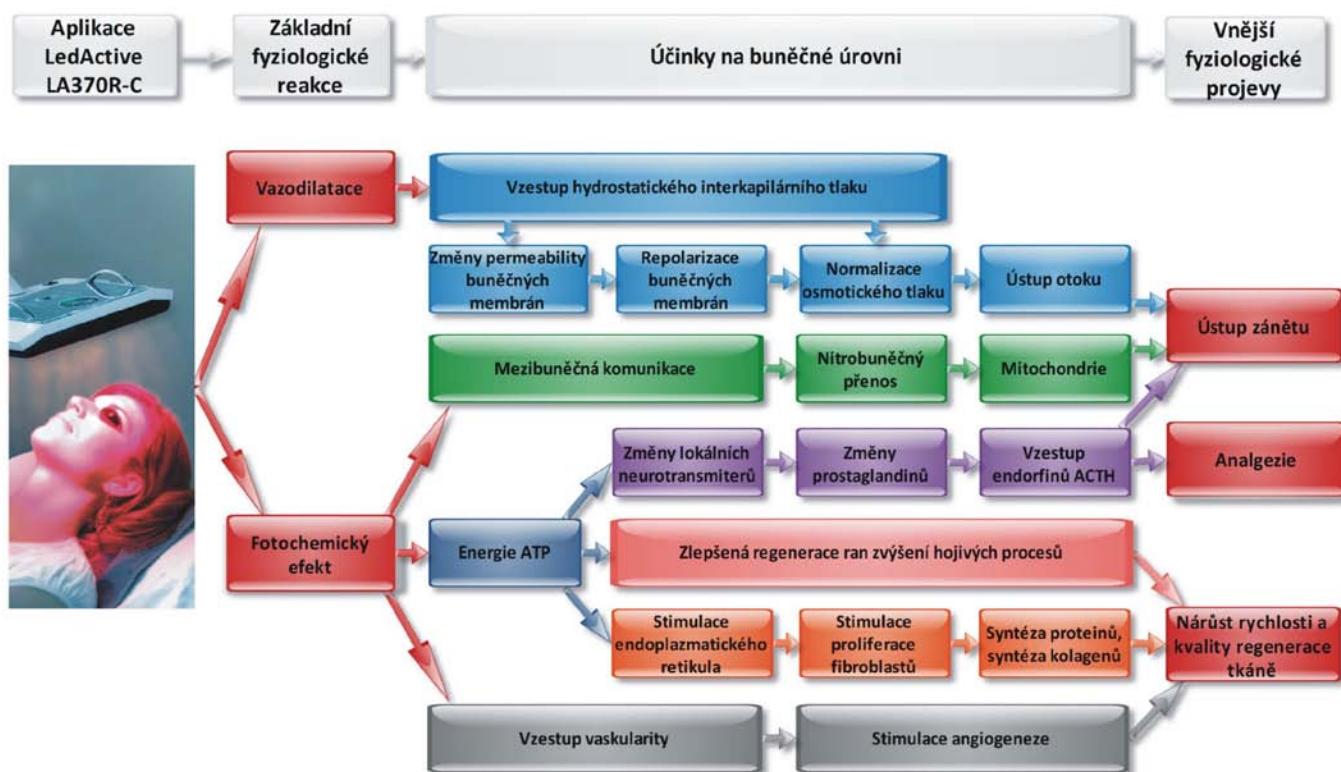 Aplikace
LedActive
LA370R-C
Základní
fyziologické
reakce
Účinky na buněčné úrovni
Vnější
fyziologické
projevy
Vazodilatace
Vzestup hydrostatického interkapilárního tlaku
Změny permeability
buněčných
membrán
Repolarizace
buněčných
membrán
Normalizace
osmotického tlaku
Ústup otoku
Ústup zánětu
Mezibuněčná komunikace
Nitrobuněčný
přenos
Mitochondrie
Změny lokálních
neurotransmiterů
Změny
prostaglandinů
Vzestup
endorfinů ACTH
Analgezie
Fotochemický
efekt
Energie ATP
Zlepšená regenerace ran zvýšení hojivých procesů
Stimulace
endoplazmatického
retikula
Stimulace
proliferace
fibroblastů
Syntéza proteinů,
syntéza kolagenů
Nárůst rychlosti a
kvality regenerace
tkáně
Vzestup vaskularity
Stimulace angiogeneze